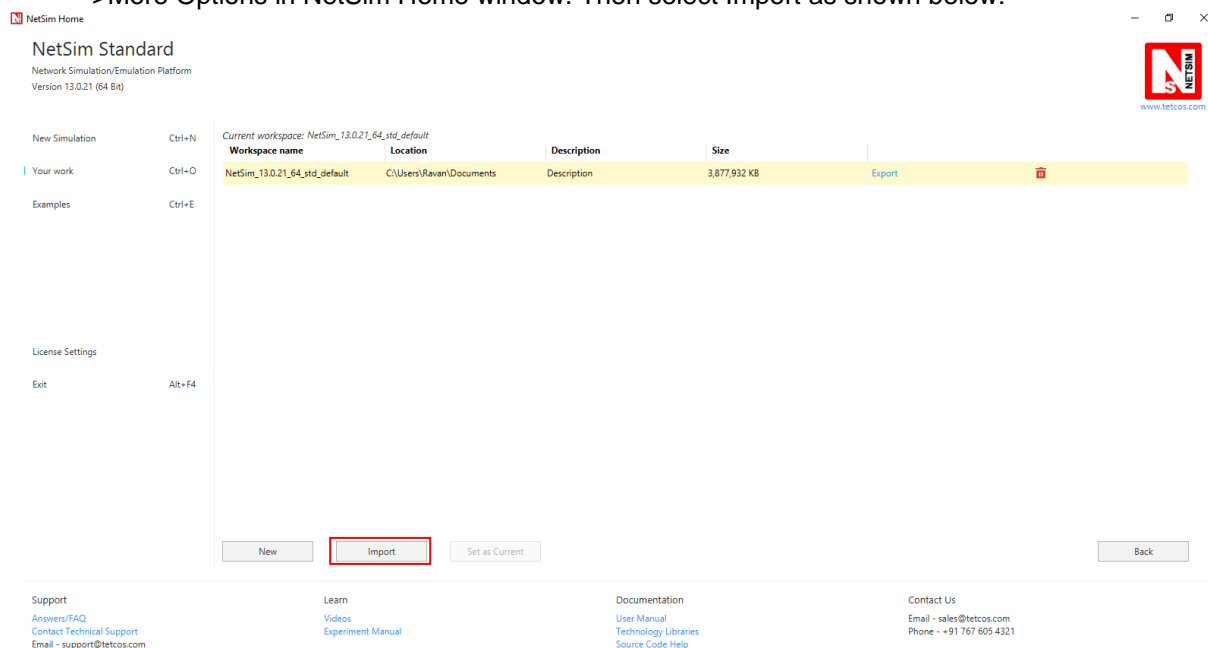 >More Options in NetSim Home window. Then select Import as shown below.
NetSim Home
NetSim Standard
Network Simulation/Emulation Platform
Version 13.0.21 (64 Bit)
NETSIM
www.tetcos.com
New Simulation Ctrl+N
Your work Ctrl+O
Examples Ctrl+E
License Settings
Exit Alt+F4
Current workspace: NetSim_13.0.21_64_std_default
Workspace name Location Description Size
NetSim_13.0.21_64_std_default C:\Users\Ravan\Documents Description 3,877,932 KB Export
New Import Set as Current Back
Support
Answers/FAQ
Contact Technical Support
Email - support@tetcos.com
Learn
Videos
Experiment Manual
Documentation
User Manual
Technology Libraries
Source Code Help
Contact Us
Email - sales@tetcos.com
Phone - +91 767 605 4321